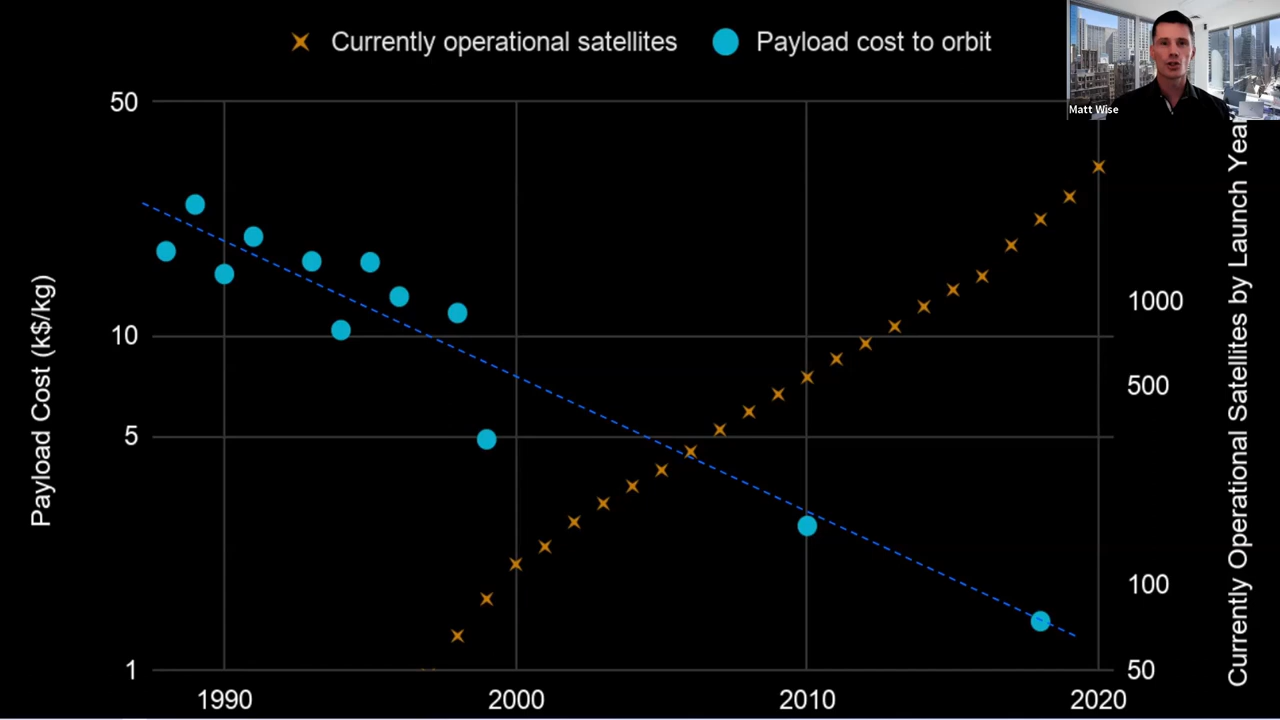 Currently operational satellites
Payload cost to orbit
Matt Wise
50
10
5
1
Payload Cost (k$/kg)
1000
500
100
50
Currently Operational Satellites by Launch Yea
1990
2000
2010
2020